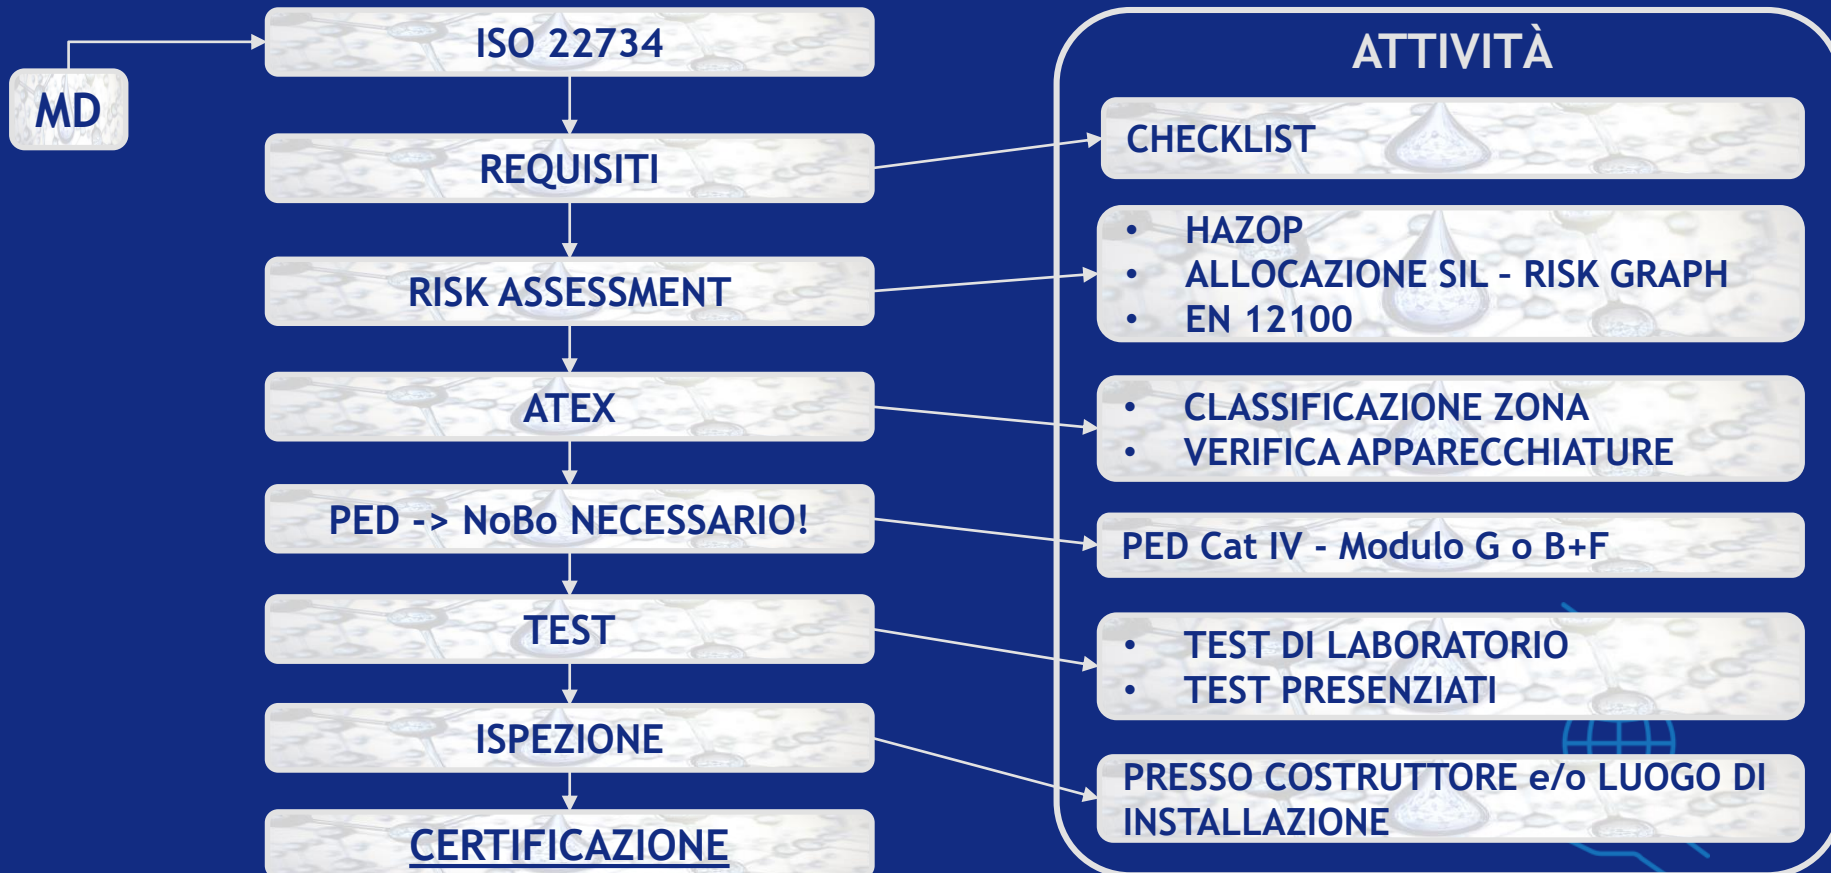 MD
ISO 22734
REQUISITI
RISK ASSESSMENT
ATEX
PED -> NoBo NECESSARIO!
TEST
ISPEZIONE
CERTIFICAZIONE
ATTIVITÀ
CHECKLIST
• HAZOP
• ALLOCAZIONE SIL – RISK GRAPH
• EN 12100
• CLASSIFICAZIONE ZONA
• VERIFICA APPARECCHIATURE
PED Cat IV - Modulo G o B+F
• TEST DI LABORATORIO
• TEST PRESENZIATI
PRESSO COSTRUTTORE e/o LUOGO DI
INSTALLAZIONE